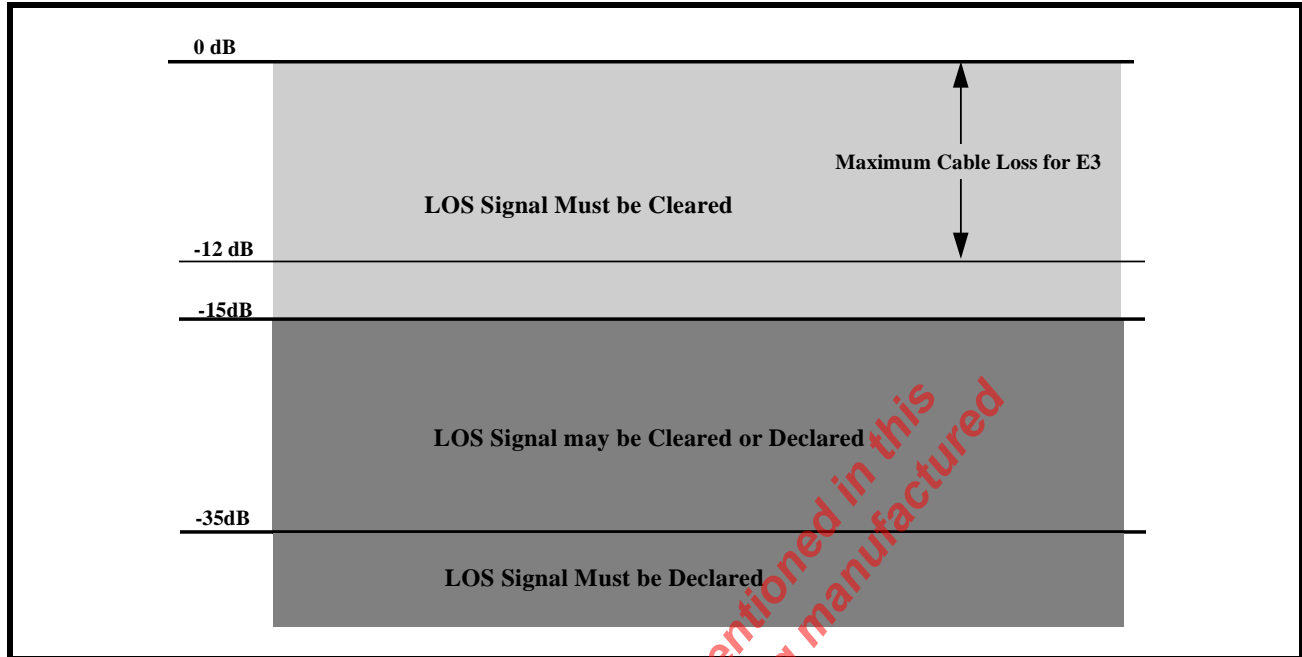 0 dB
Maximum Cable Loss for E3
LOS Signal Must be Cleared
-12 dB
-15dB
LOS Signal may be Cleared or Declared
-35dB
LOS Signal Must be Declared
mentioned in this
manufactured